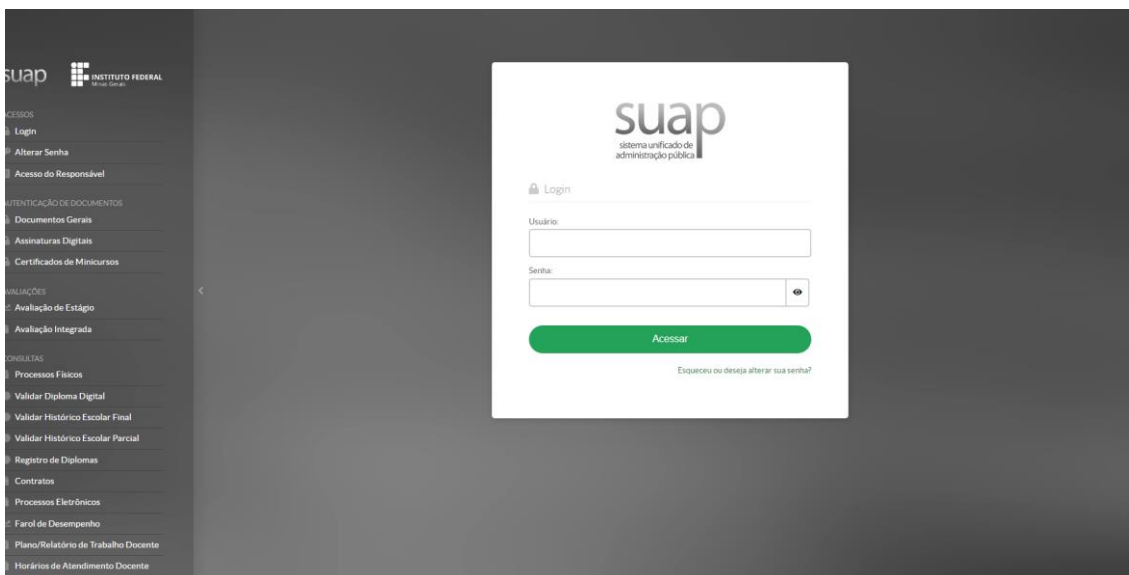 suap
INSTITUTO FEDERAL
Minas Gerais
CESSOS
Login
Alterar Senha
Acesso do Responsável
UTENTICAÇÃO DE DOCUMENTOS
Documentos Gerais
Assinaturas Digitais
Certificados de Minicursos
VALIAÇÕES
Avaliação de Estágio
Avaliação Integrada
CONSULTAS
Processos Físicos
Validar Diploma Digital
Validar Histórico Escolar Final
Validar Histórico Escolar Parcial
Registro de Diplomas
Contratos
Processos Eletrônicos
Farol de Desempenho
Plano/Relatório de Trabalho Docente
Horários de Atendimento Docente
suap
sistema unificado de
administração pública
Login
Usuário:
Senha:
Acessar
Esqueceu ou deseja alterar sua senha?